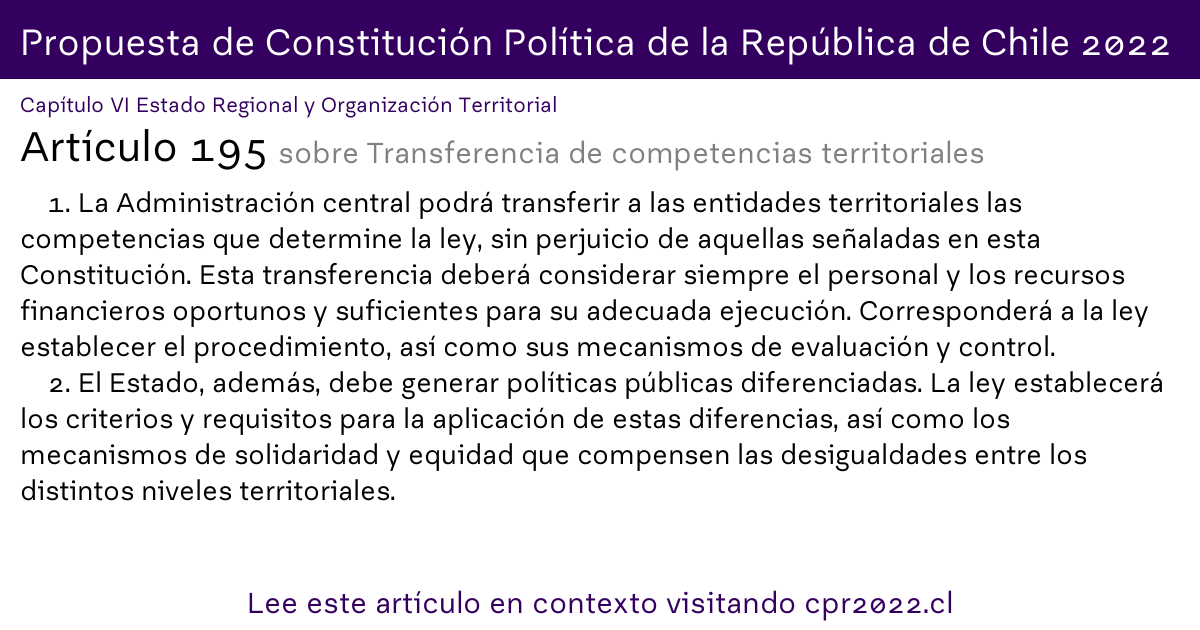 Propuesta de Constitución Política de la República de Chile 2022
Capítulo VI Estado Regional y Organización Territorial
Artículo 195 sobre Transferencia de competencias territoriales
1. La Administración central podrá transferir a las entidades territoriales las
competencias que determine la ley, sin perjuicio de aquellas señaladas en esta
Constitución. Esta transferencia deberá considerar siempre el personal y los recursos
financieros oportunos y suficientes para su adecuada ejecución. Corresponderá a la ley
establecer el procedimiento, así como sus mecanismos de evaluación y control.
2. El Estado, además, debe generar políticas públicas diferenciadas. La ley establecerá
los criterios y requisitos para la aplicación de estas diferencias, así como los
mecanismos de solidaridad y equidad que compensen las desigualdades entre los
distintos niveles territoriales.
Lee este artículo en contexto visitando cpr2022.cl